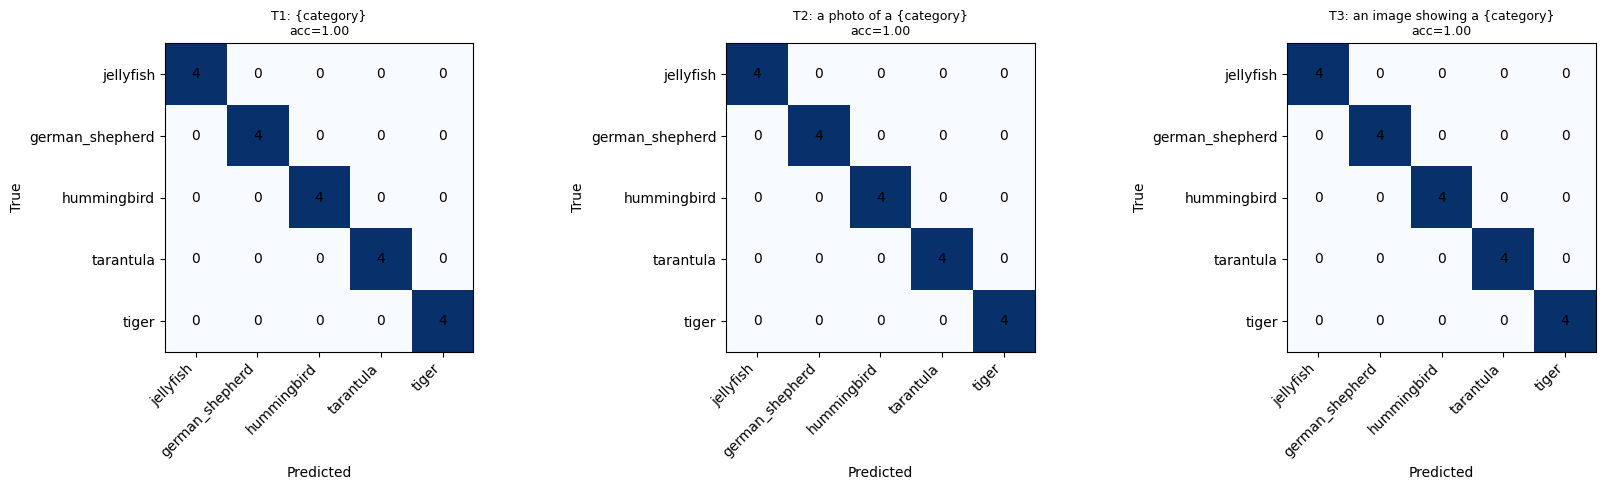 T1: {category}
acc=1.00
jellyfish 4 0 0 0 0
german_shepherd 0 4 0 0 0
hummingbird 0 0 4 0 0
tarantula 0 0 0 4 0
tiger 0 0 0 0 4
True
jellyfish german_shepherd hummingbird tarantula tiger
Predicted
T2: a photo of a {category}
acc=1.00
jellyfish 4 0 0 0 0
german_shepherd 0 4 0 0 0
hummingbird 0 0 4 0 0
tarantula 0 0 0 4 0
tiger 0 0 0 0 4
True
jellyfish german_shepherd hummingbird tarantula tiger
Predicted
T3: an image showing a {category}
acc=1.00
jellyfish 4 0 0 0 0
german_shepherd 0 4 0 0 0
hummingbird 0 0 4 0 0
tarantula 0 0 0 4 0
tiger 0 0 0 0 4
True
jellyfish german_shepherd hummingbird tarantula tiger
Predicted